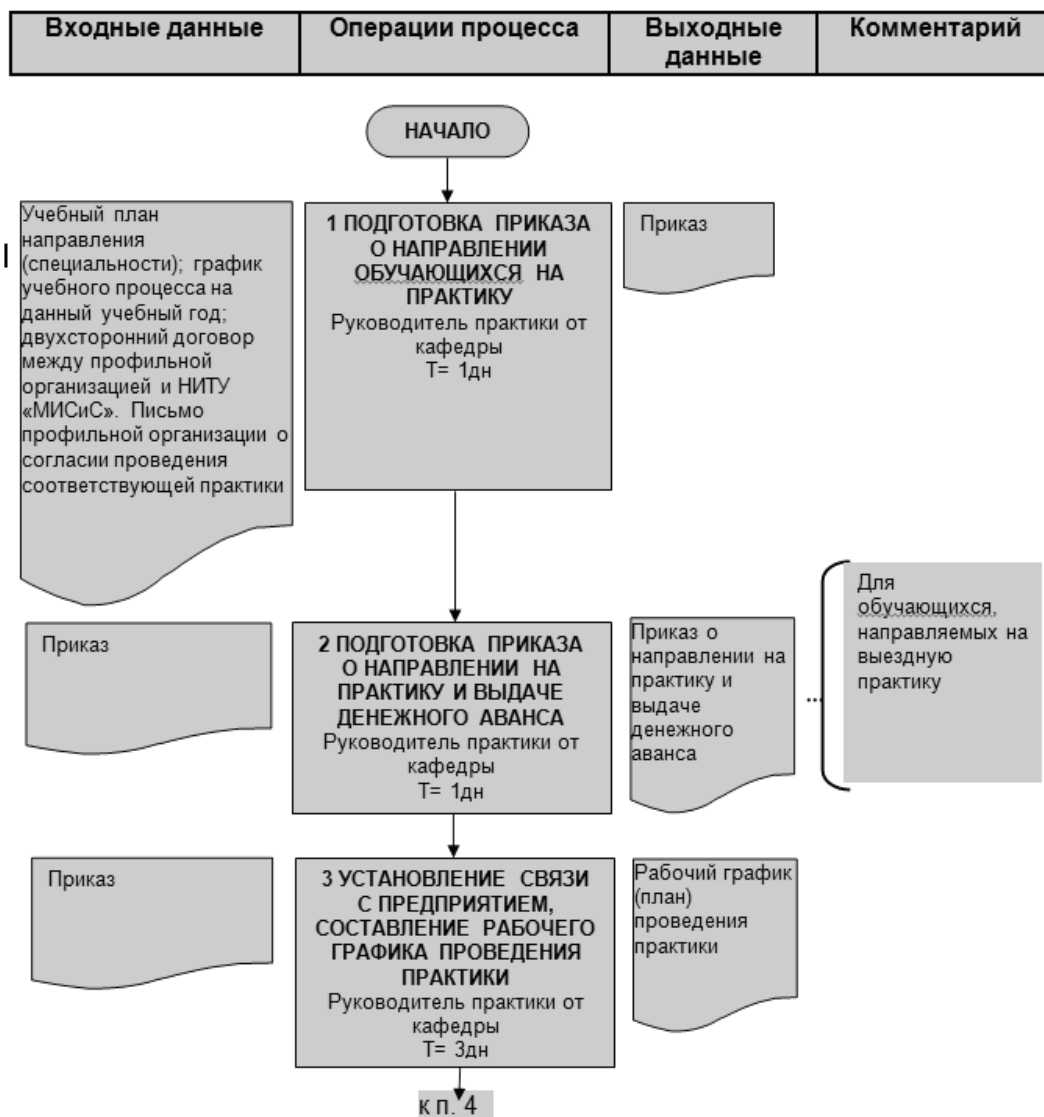 Входные данные
Операции процесса
Выходные
данные
Комментарий
НАЧАЛО
Учебный план
направления
(специальности); график
учебного процесса на
данный учебный год;
двухсторонний договор
между профильной
организацией и НИТУ
«МИСиС». Письмо
профильной организации о
согласии проведения
соответствующей практики
1 ПОДГОТОВКА ПРИКАЗА
О НАПРАВЛЕНИИ
ОБУЧАЮЩИХСЯ НА
ПРАКТИКУ
Руководитель практики от
кафедры
Т= 1дн
Приказ
Приказ
2 ПОДГОТОВКА ПРИКАЗА
О НАПРАВЛЕНИИ НА
ПРАКТИКУ И ВЫДАЧЕ
ДЕНЕЖНОГО АВАНСА
Руководитель практики от
кафедры
Т= 1дн
Приказ о
направлении на
практику и
выдаче
денежного
аванса
...
Для
обучающихся,
направляемых на
выездную
практику
Приказ
3 УСТАНОВЛЕНИЕ СВЯЗИ
С ПРЕДПРИЯТИЕМ,
СОСТАВЛЕНИЕ РАБОЧЕГО
ГРАФИКА ПРОВЕДЕНИЯ
ПРАКТИКИ
Руководитель практики от
кафедры
Т= 3дн
Рабочий график
(план)
проведения
практики
к п. 4